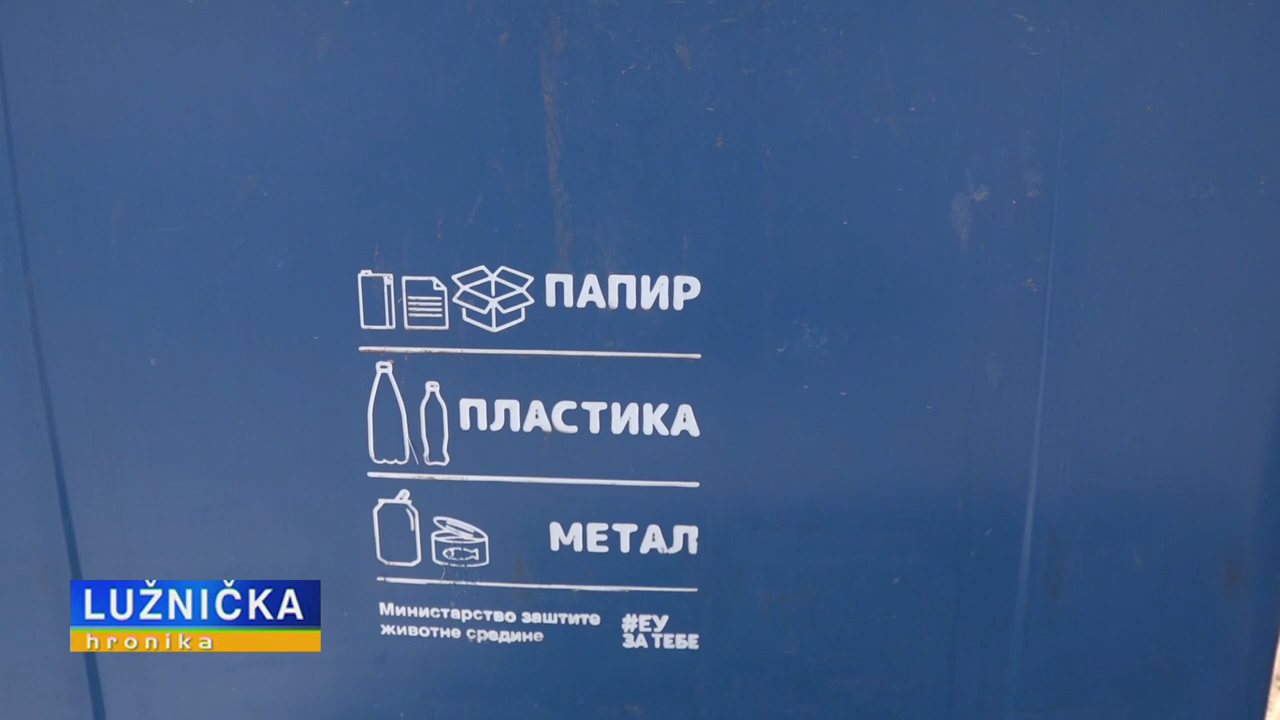 ПАПИР
ПЛАСТИКА
МЕТАЛ
Министарство заштите
животне средине
#ЕУ
ЗА ТЕБЕ
LUŽNIČKA
hronika